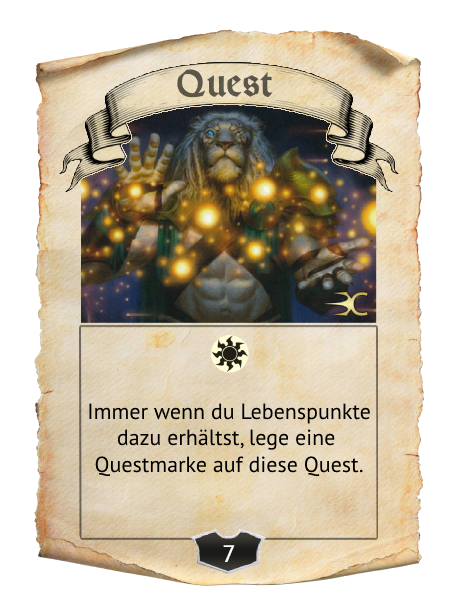 Quest
Immer wenn du Lebenspunkte
dazu erhältst, lege eine
Questmarke auf diese Quest.
7